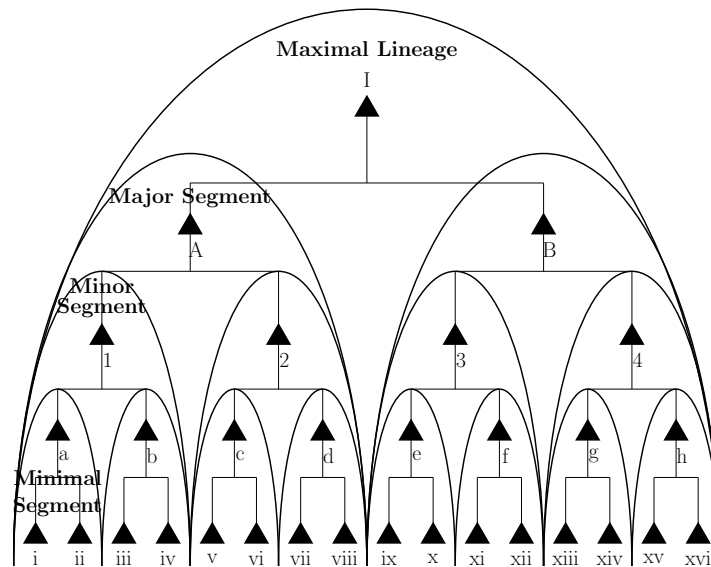 Maximal Lineage
I
Major Segment
A
B
Minor
Segment
1
2
3
4
a
b
c
d
e
f
g
h
Minimal
Segment
i
ii
iii
iv
v
vi
vii
viii
ix
x
xi
xii
xiii
xiv
xv
xvi